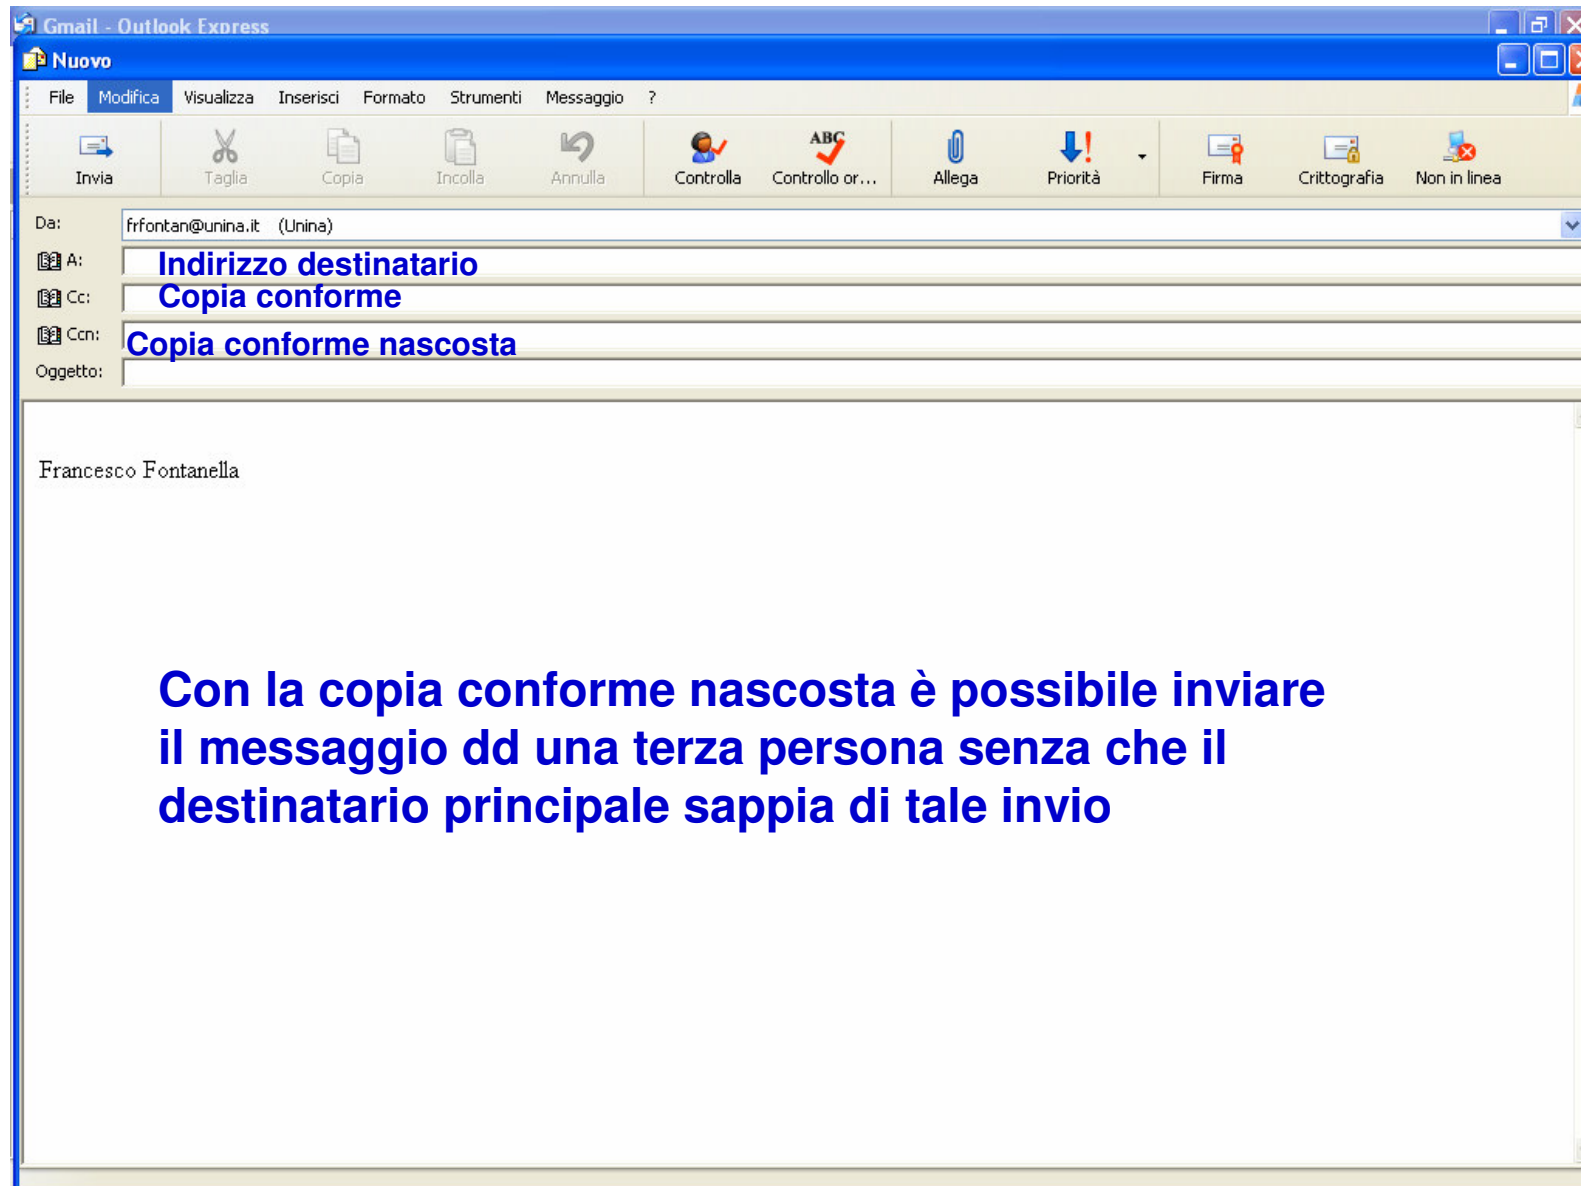 Gmail - Outlook Express
Nuovo
File Modifica Visualizza Inserisci Formato Strumenti Messaggio ?
ABC
Invia Taglia Copia Incolla Annulla Controlla Controllo or... Allega Priorità Firma Crittografia Non in linea
Da: frfontan@unina.it (Unina)
A: Indirizzo destinatario
Cc: Copia conforme
Ccn: Copia conforme nascosta
Oggetto:
Francesco Fontanella
Con la copia conforme nascosta è possibile inviare
il messaggio dd una terza persona senza che il
destinatario principale sappia di tale invio